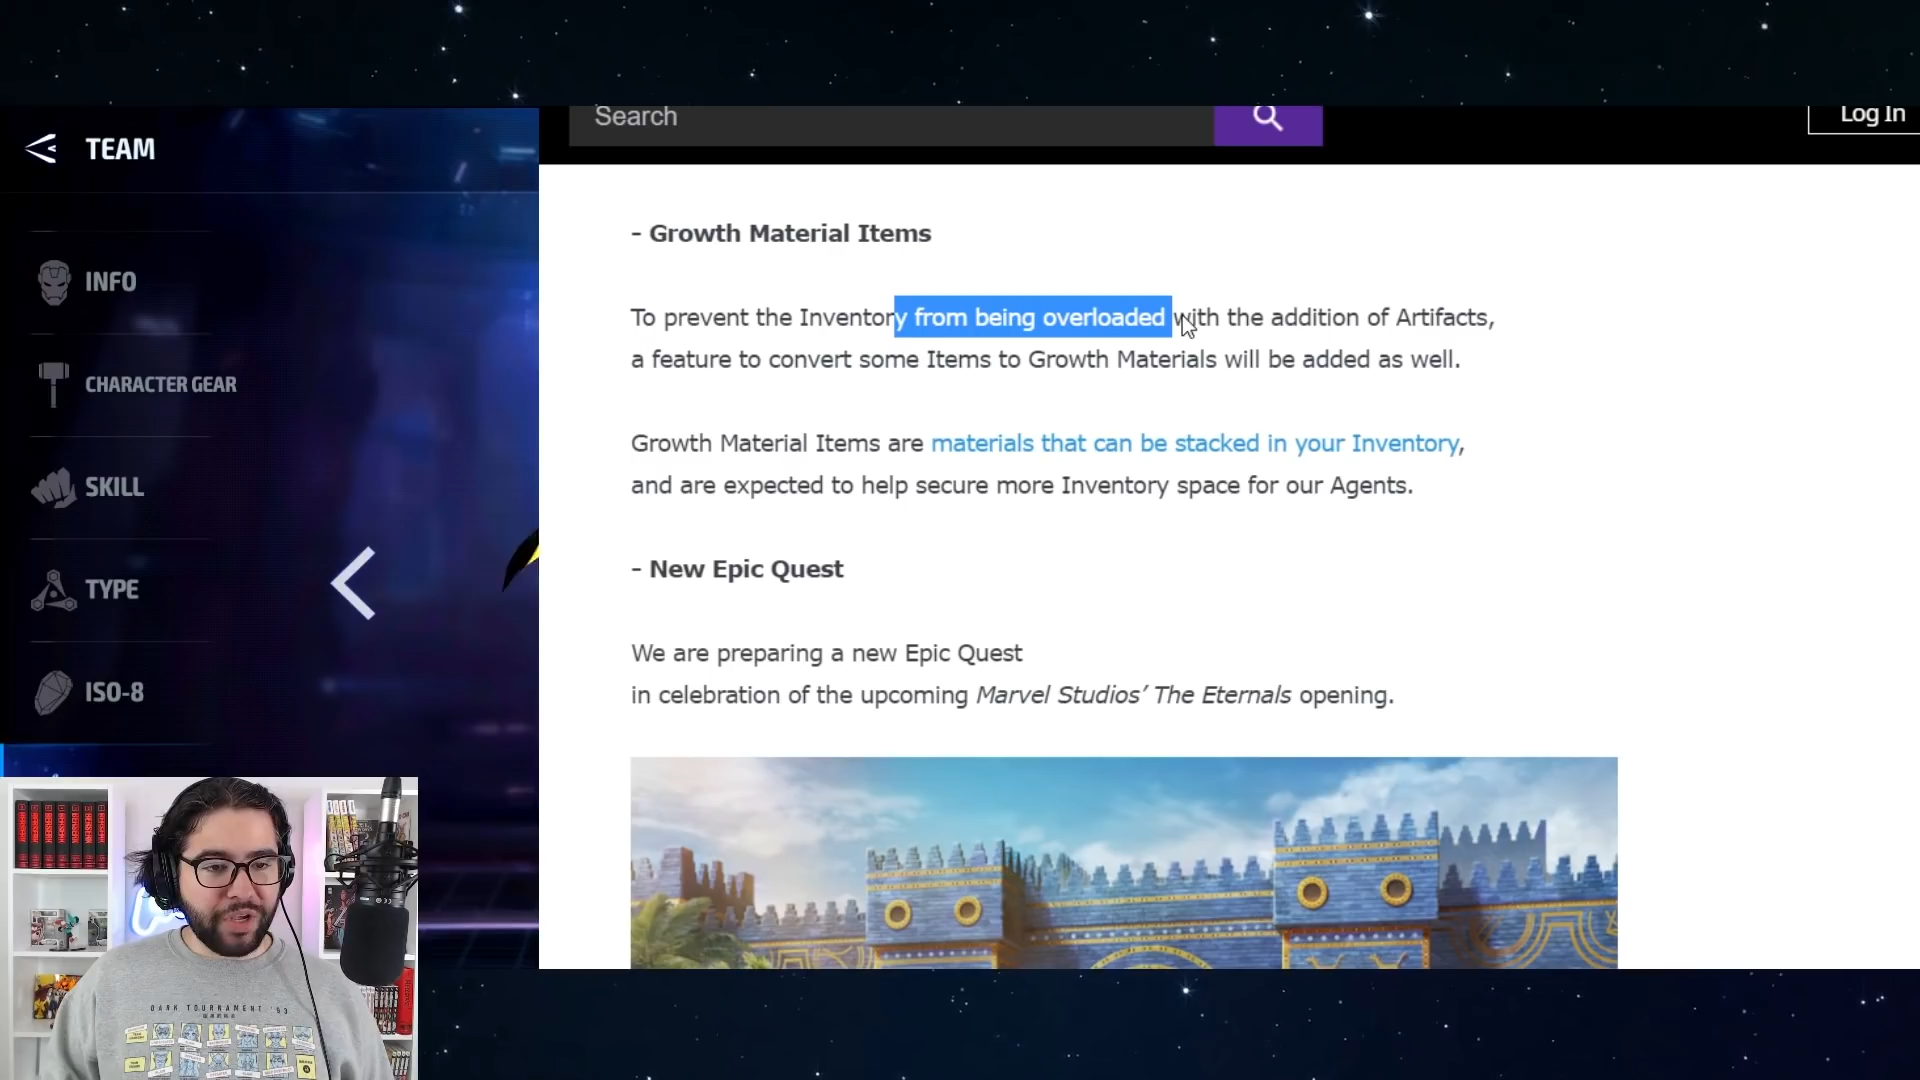 Search
Log In
TEAM
INFO
CHARACTER GEAR
SKILL
TYPE
ISO-8
- Growth Material Items
To prevent the Inventory from being overloaded with the addition of Artifacts,
a feature to convert some Items to Growth Materials will be added as well.
Growth Material Items are materials that can be stacked in your Inventory,
and are expected to help secure more Inventory space for our Agents.
- New Epic Quest
We are preparing a new Epic Quest
in celebration of the upcoming Marvel Studios’ The Eternals opening.
DARK TOURNAMENT '93